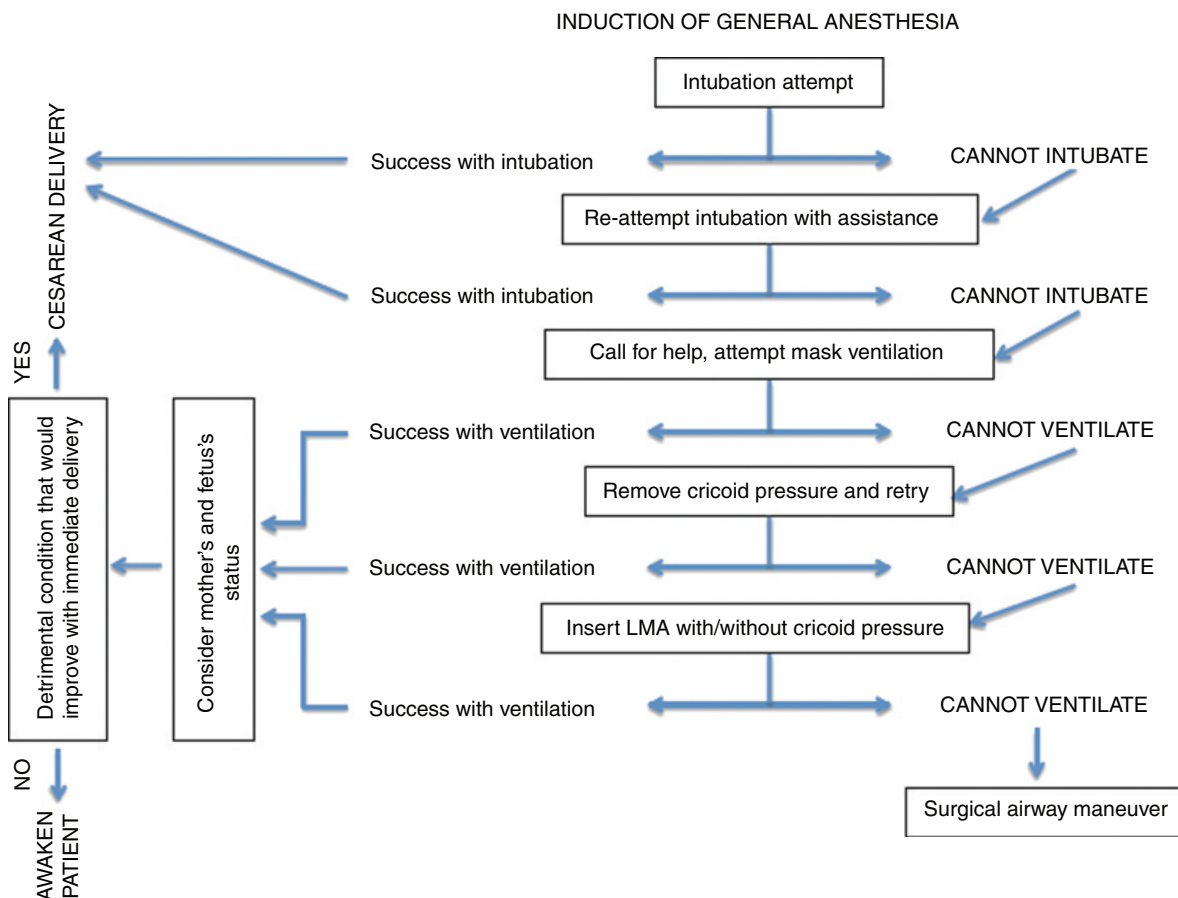 INDUCTION OF GENERAL ANESTHESIA
Intubation attempt
Success with intubation
CANNOT INTUBATE
Re-attempt intubation with assistance
Success with intubation
CANNOT INTUBATE
Call for help, attempt mask ventilation
Success with ventilation
CANNOT VENTILATE
Remove cricoid pressure and retry
Success with ventilation
CANNOT VENTILATE
Insert LMA with/without cricoid pressure
Success with ventilation
CANNOT VENTILATE
Surgical airway maneuver
Consider mother's and fetus's
status
Detrimental condition that would
improve with immediate delivery
YES
CESAREAN DELIVERY
NO
AWAKEN
PATIENT